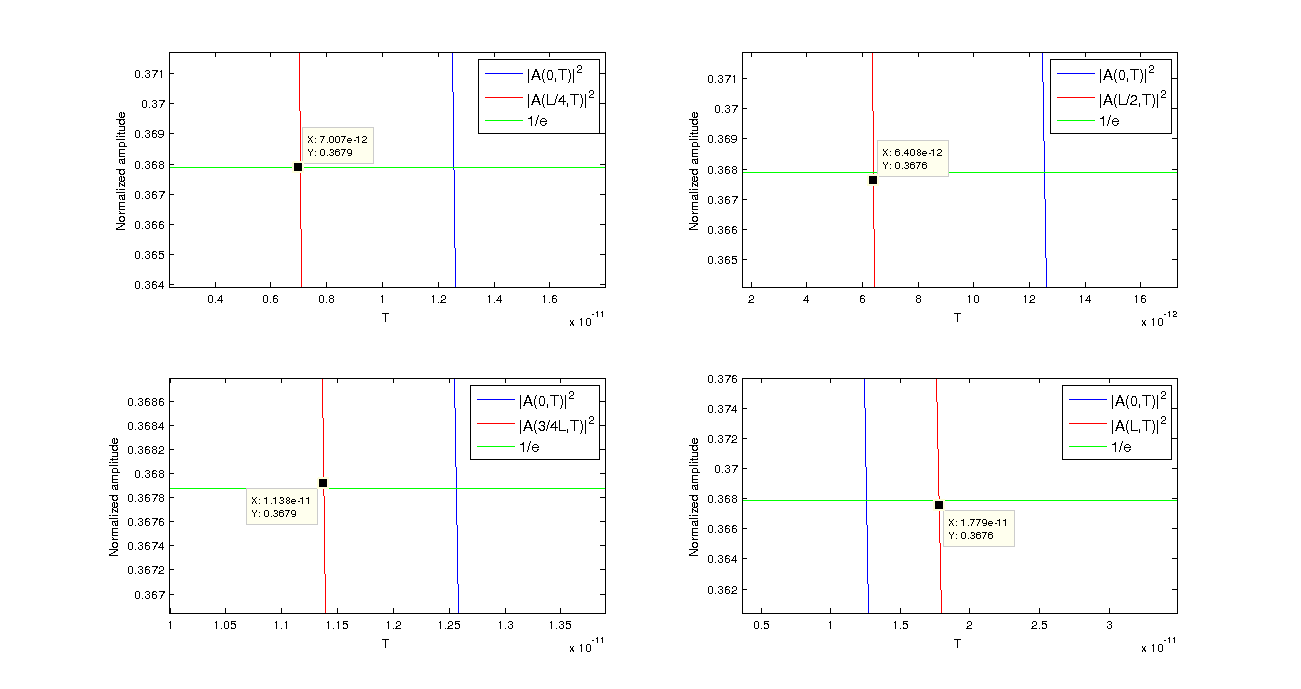 0.371
0.37
0.369
0.368
0.367
0.366
0.365
0.364
Normalized amplitude
0.4
0.6
0.8
1
1.2
1.4
1.6
T
x 10^-11
|A(0,T)|^2
|A(L/4,T)|^2
1/e
X: 7.007e-12
Y: 0.3679
0.371
0.37
0.369
0.368
0.367
0.366
0.365
Normalized amplitude
2
4
6
8
10
12
14
16
T
x 10^-12
|A(0,T)|^2
|A(L/2,T)|^2
1/e
X: 6.408e-12
Y: 0.3676
0.3686
0.3684
0.3682
0.368
0.3678
0.3676
0.3674
0.3672
0.367
Normalized amplitude
1
1.05
1.1
1.15
1.2
1.25
1.3
1.35
T
x 10^-11
|A(0,T)|^2
|A(3/4L,T)|^2
1/e
X: 1.138e-11
Y: 0.3679
0.376
0.374
0.372
0.37
0.368
0.366
0.364
0.362
Normalized amplitude
0.5
1
1.5
2
2.5
3
T
x 10^-11
|A(0,T)|^2
|A(L,T)|^2
1/e
X: 1.779e-11
Y: 0.3676